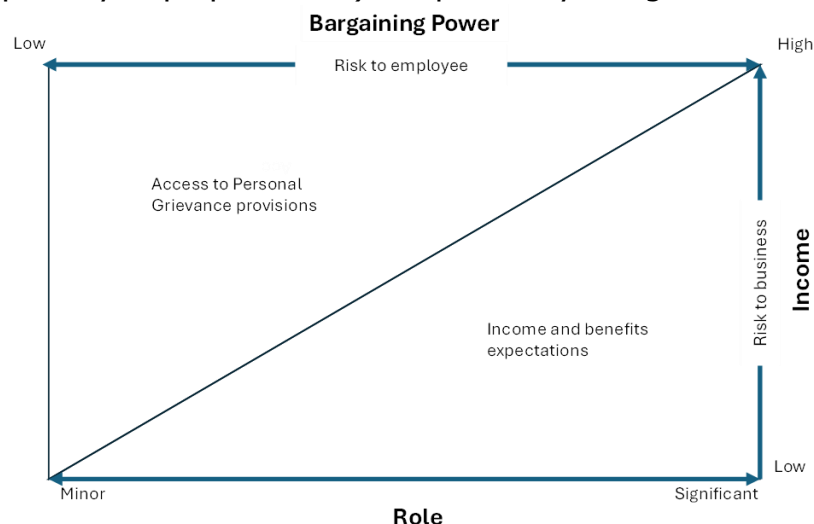 Bargaining Power
Low
High
Risk to employee
Access to Personal
Grievance provisions
Risk to business
Income
Income and benefits
expectations
Low
Minor
Significant
Role